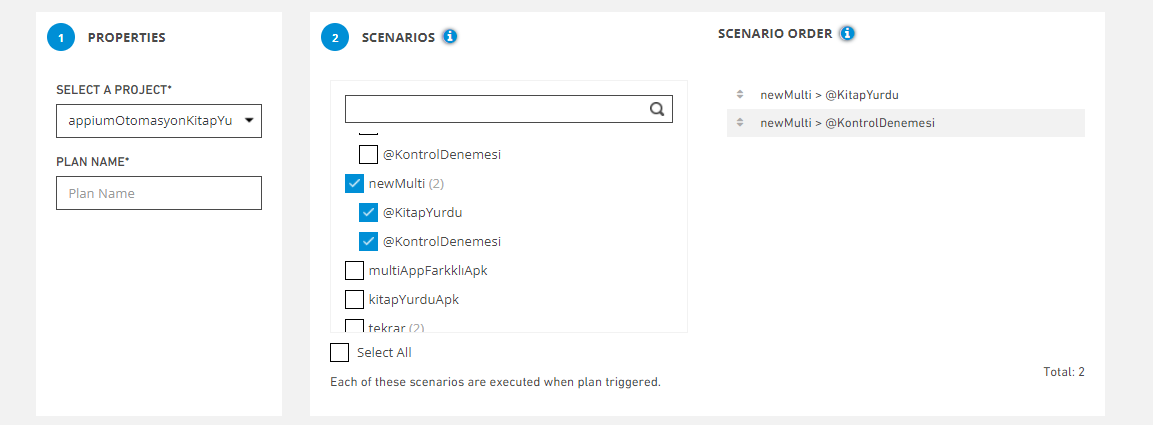 1 PROPERTIES
SELECT A PROJECT*
appiumOtomasyonKitapYu
PLAN NAME*
Plan Name
2 SCENARIOS
@KontrolDenemesi
newMulti (2)
@KitapYurdu
@KontrolDenemesi
multiAppFarkklıApk
kitapYurduApk
tekrar (2)
Select All
Each of these scenarios are executed when plan triggered.
SCENARIO ORDER
newMulti > @KitapYurdu
newMulti > @KontrolDenemesi
Total: 2